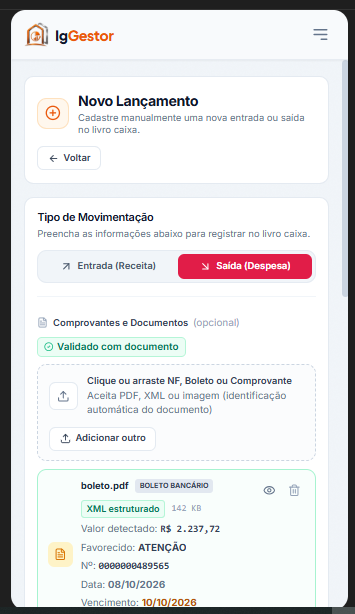 IgGestor
Novo Lançamento
Cadastre manualmente uma nova entrada ou saída
no livro caixa.
Voltar
Tipo de Movimentação
Preencha as informações abaixo para registrar no livro caixa.
Entrada (Receita)
Saída (Despesa)
Comprovantes e Documentos (opcional)
Validado com documento
Clique ou arraste NF, Boleto ou Comprovante
Aceita PDF, XML ou imagem (identificação
automática do documento)
Adicionar outro
boleto.pdf BOLETO BANCÁRIO
XML estruturado 142 KB
Valor detectado: R$ 2.237,72
Favorecido: ATENÇÃO
Nº: 0000000489565
Data: 08/10/2026
Vencimento: 10/10/2026